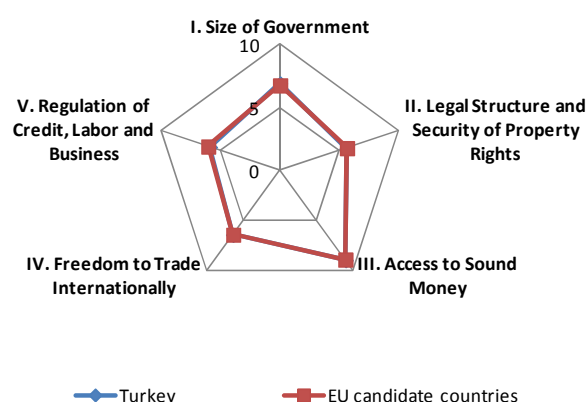 I. Size of Government
10
V. Regulation of
Credit, Labor and
Business
5
II. Legal Structure and
Security of Property
Rights
0
IV. Freedom to Trade
Internationally
III. Access to Sound
Money
Turkey
EU candidate countries